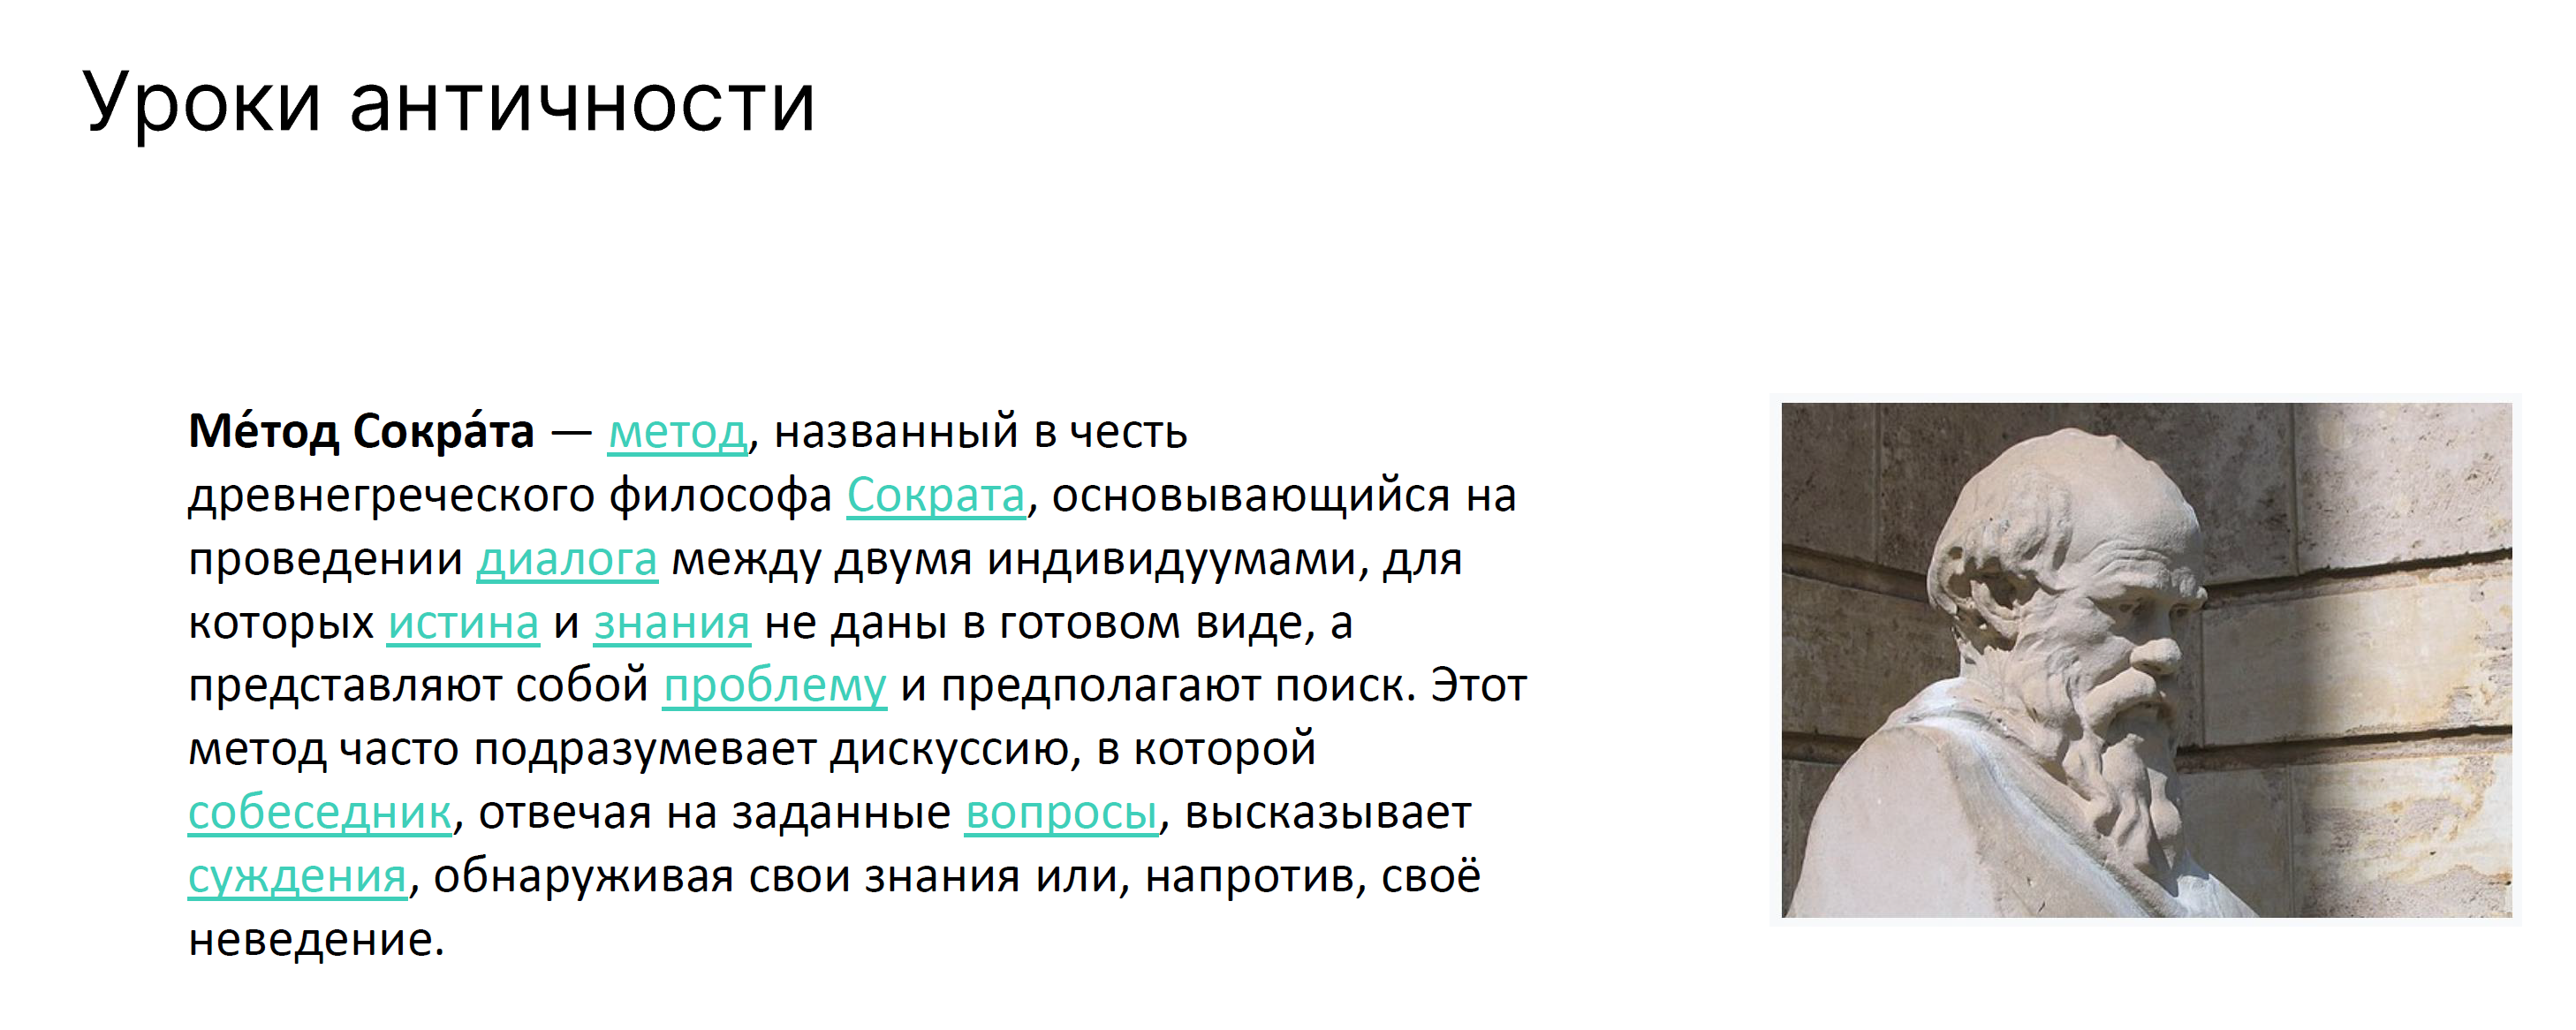 Уроки античности
Ме́тод Сокра́та — метод, названный в честь
древнегреческого философа Сократа, основывающийся на
проведении диалога между двумя индивидуумами, для
которых истина и знания не даны в готовом виде, а
представляют собой проблему и предполагают поиск. Этот
метод часто подразумевает дискуссию, в которой
собеседник, отвечая на заданные вопросы, высказывает
суждения, обнаруживая свои знания или, напротив, своё
неведение.